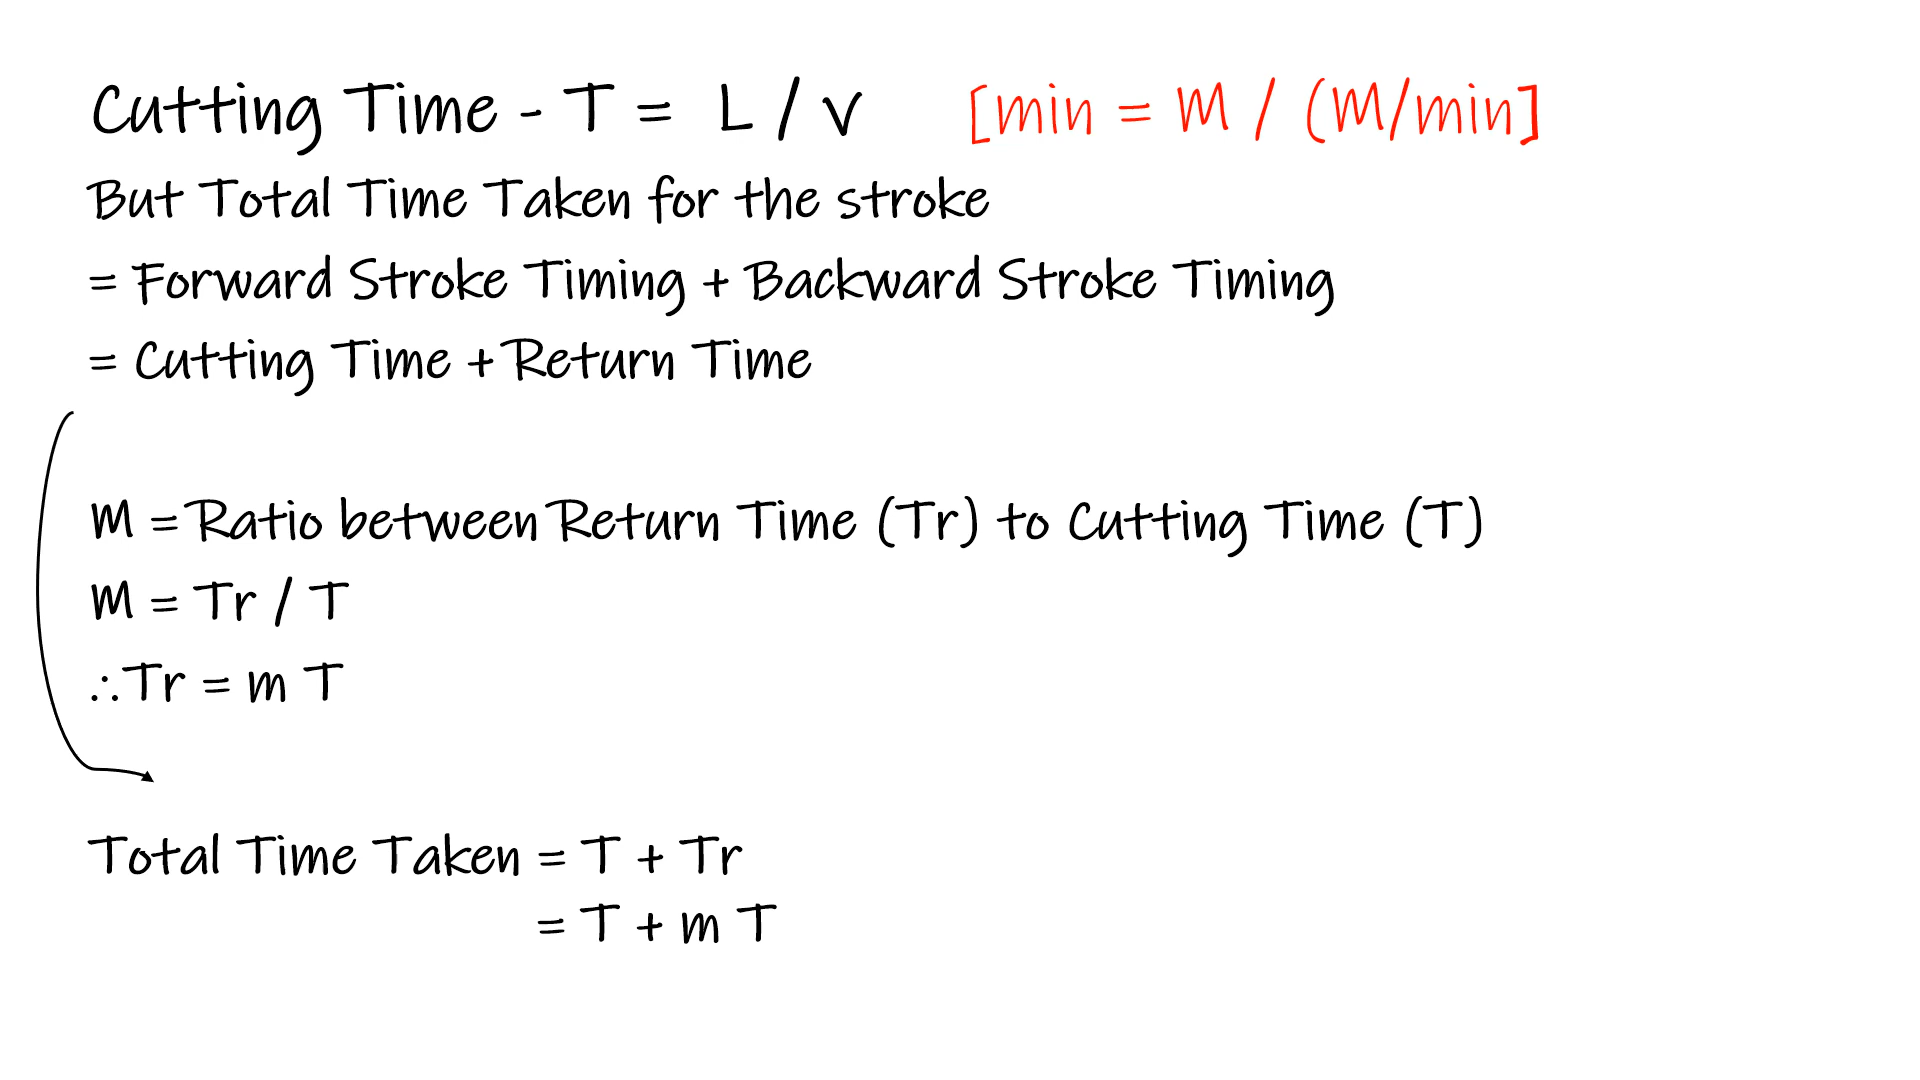 Cutting Time - T = L / v [min = M / (M/min]
But Total Time Taken for the stroke
= Forward Stroke Timing + Backward Stroke Timing
= Cutting Time + Return Time
M = Ratio between Return Time (Tr) to Cutting Time (T)
M = Tr / T
∴Tr = m T
Total Time Taken = T + Tr
= T + m T